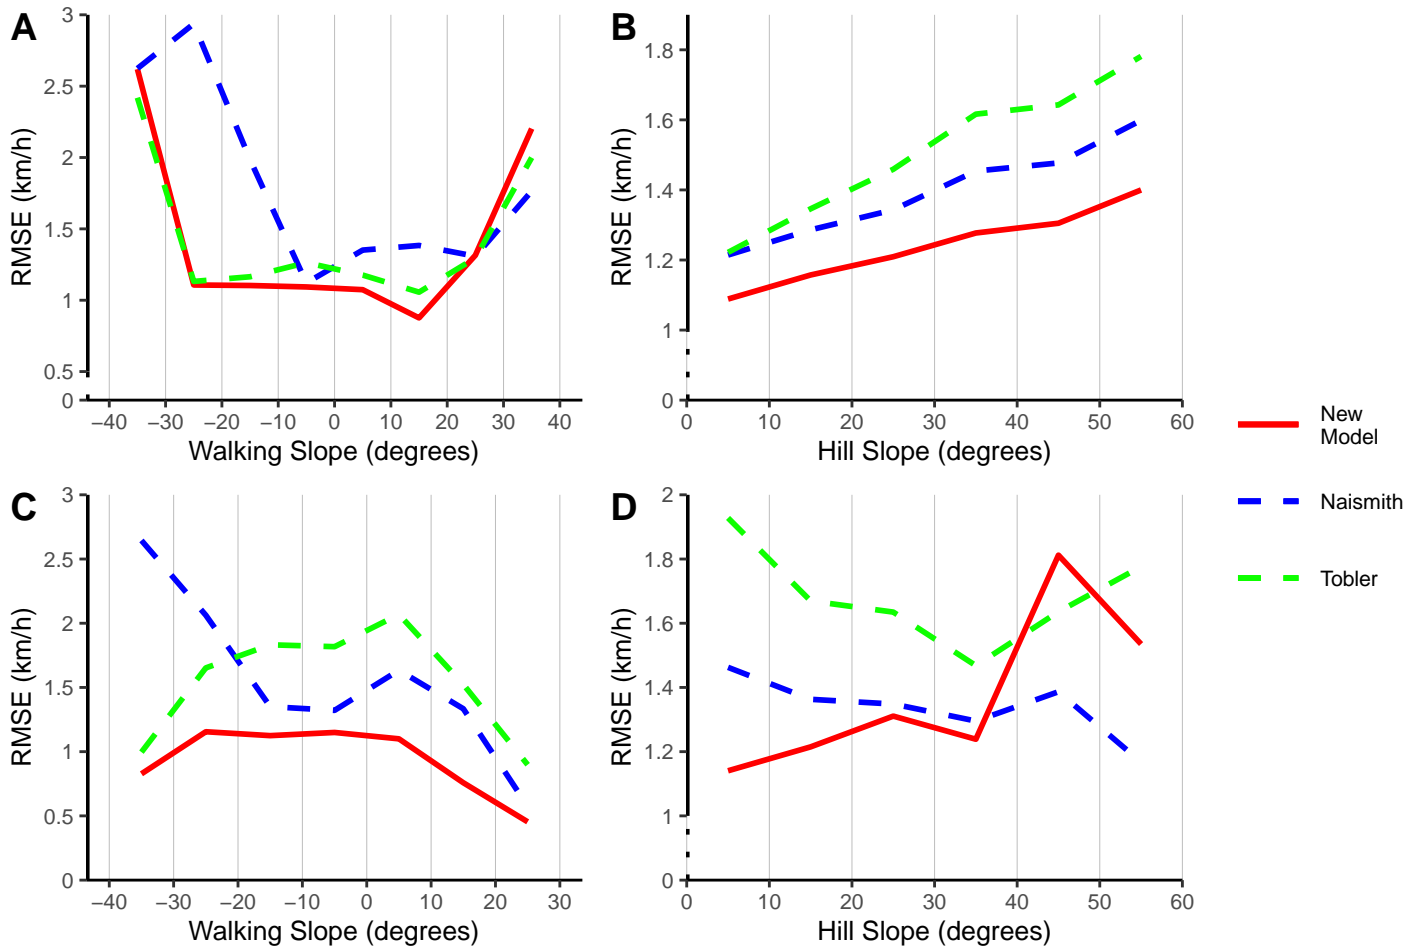 A
3
2.5
2
1.5
1
0.5
0
RMSE (km/h)
−40 −30 −20 −10 0 10 20 30 40
Walking Slope (degrees)
B
1.8
1.6
1.4
1.2
1
0
RMSE (km/h)
0 10 20 30 40 50 60
Hill Slope (degrees)
C
3
2.5
2
1.5
1
0.5
0
RMSE (km/h)
−40 −30 −20 −10 0 10 20 30
Walking Slope (degrees)
D
2
1.8
1.6
1.4
1.2
1
0
RMSE (km/h)
0 10 20 30 40 50 60
Hill Slope (degrees)
New
Model
Naismith
Tobler